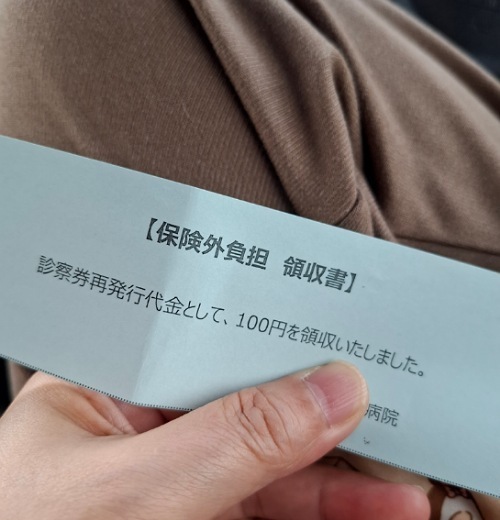 【保険外負担 領収書】
診察券再発行代金として、100円を領収いたしました。
病院